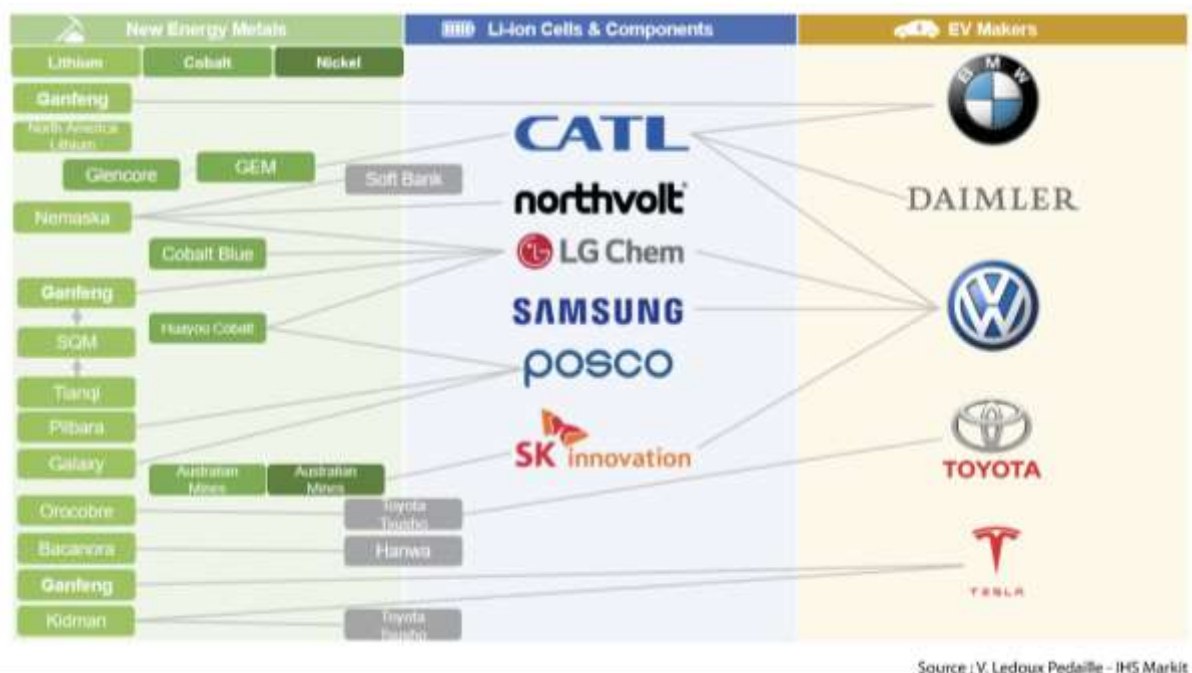 New Energy Metals
Li-ion Cells & Components
EV Makers
Lithium
Cobalt
Nickel
Ganfeng
North America
Lithium
Glencore
GEM
Soft Bank
Nemaska
Cobalt Blue
Ganfeng
Huayou Cobalt
SQM
Tianqi
Pilbara
Galaxy
Australian
Mines
Australian
Mines
Orocobre
Toyota
Tsusho
Bacanora
Hanwa
Ganfeng
Kidman
Toyota
Tsusho
CATL
northvolt
LG Chem
SAMSUNG
posco
SK innovation
BMW
DAIMLER
TOYOTA
TESLA
Source : V. Ledoux Pedaille - IHS Markit